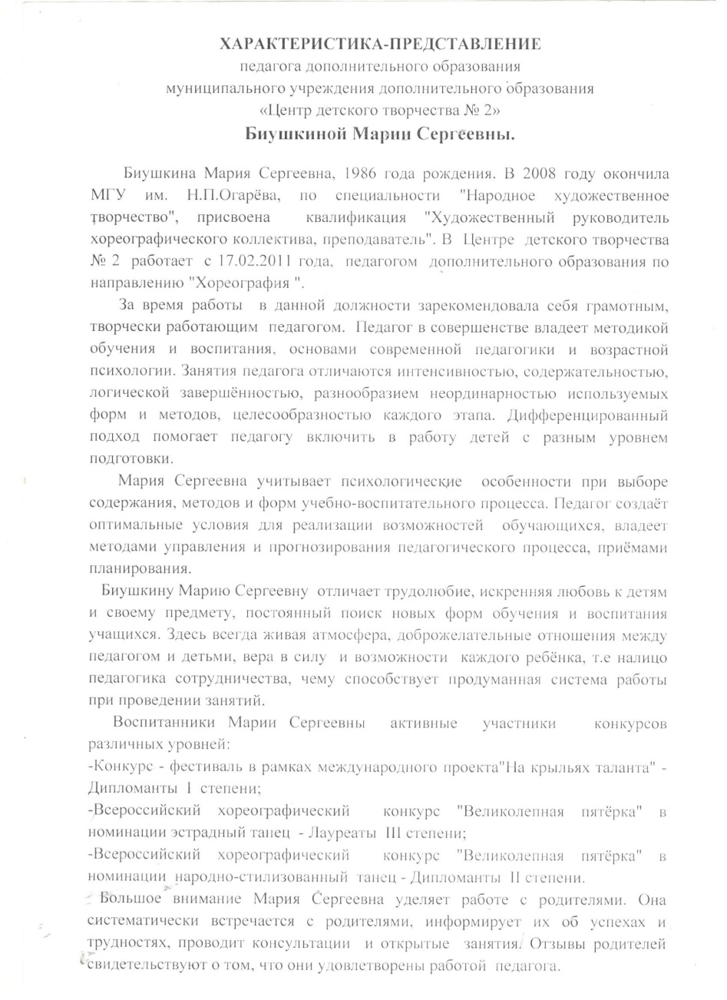 ХАРАКТЕРИСТИКА-ПРЕДСТАВЛЕНИЕ
педагога дополнительного образования
муниципального учреждения дополнительного образования
«Центр детского творчества № 2»
Биушкиной Марии Сергеевны.
Биушкина Мария Сергеевна, 1986 года рождения. В 2008 году окончила
МГУ им. Н.П.Огарёва, по специальности "Народное художественное
творчество", присвоена квалификация "Художественный руководитель
хореографического коллектива, преподаватель". В Центре детского творчества
№ 2 работает с 17.02.2011 года, педагогом дополнительного образования по
направлению "Хореография ".
За время работы в данной должности зарекомендовала себя грамотным,
творчески работающим педагогом. Педагог в совершенстве владеет методикой
обучения и воспитания, основами современной педагогики и возрастной
психологии. Занятия педагога отличаются интенсивностью, содержательностью,
логической завершённостью, разнообразием неординарностью используемых
форм и методов, целесообразностью каждого этапа. Дифференцированный
подход помогает педагогу включить в работу детей с разным уровнем
подготовки.
Мария Сергеевна учитывает психологические особенности при выборе
содержания, методов и форм учебно-воспитательного процесса. Педагог создаёт
оптимальные условия для реализации возможностей обучающихся, владеет
методами управления и прогнозирования педагогического процесса, приёмами
планирования.
Биушкину Марию Сергеевну отличает трудолюбие, искренняя любовь к детям
и своему предмету, постоянный поиск новых форм обучения и воспитания
учащихся. Здесь всегда живая атмосфера, доброжелательные отношения между
педагогом и детьми, вера в силу и возможности каждого ребёнка, т.е налицо
педагогика сотрудничества, чему способствует продуманная система работы
при проведении занятий.
Воспитанники Марии Сергеевны активные участники конкурсов
различных уровней:
-Конкурс - фестиваль в рамках международного проекта"На крыльях таланта" -
Дипломанты I степени;
-Всероссийский хореографический конкурс "Великолепная пятёрка" в
номинации эстрадный танец - Лауреаты III степени;
-Всероссийский хореографический конкурс "Великолепная пятёрка" в
номинации народно-стилизованный танец - Дипломанты II степени.
Большое внимание Мария Сергеевна уделяет работе с родителями. Она
систематически встречается с родителями, информирует их об успехах и
трудностях, проводит консультации и открытые занятия. Отзывы родителей
свидетельствуют о том, что они удовлетворены работой педагога.